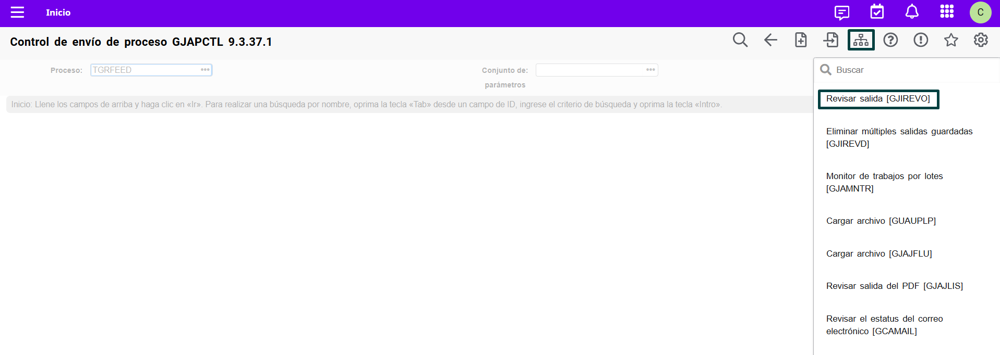 Inicio
C
Control de envío de proceso GJAPCTL 9.3.37.1
Proceso:
TGRFEED
Conjunto de:
parámetros
Inicio: Llene los campos de arriba y haga clic en «Ir». Para realizar una búsqueda por nombre, oprima la tecla «Tab» desde un campo de ID, ingrese el criterio de búsqueda y oprima la tecla «Intro».
Buscar
Revisar salida [GJIREVO]
Eliminar múltiples salidas guardadas
[GJIREVD]
Monitor de trabajos por lotes
[GJAMNTR]
Cargar archivo [GUAUPLP]
Cargar archivo [GJAJFLU]
Revisar salida del PDF [GJAJLIS]
Revisar el estatus del correo
electrónico [GCAMAIL]